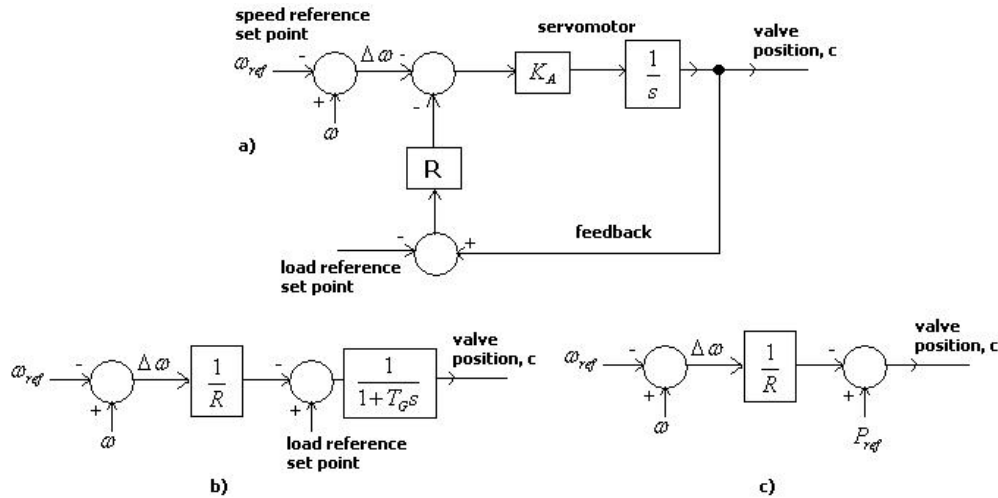 speed reference
set point
servomotor
valve
position, c
ω_ref
-
+
Δω
-
-
K_A
1/s
ω
a)
R
-
+
feedback
load reference
set point
ω_ref
-
+
Δω
1/R
-
+
1/(1+T_G s)
valve
position, c
ω
load reference
set point
b)
ω_ref
-
+
Δω
1/R
-
+
valve
position, c
ω
P_ref
c)